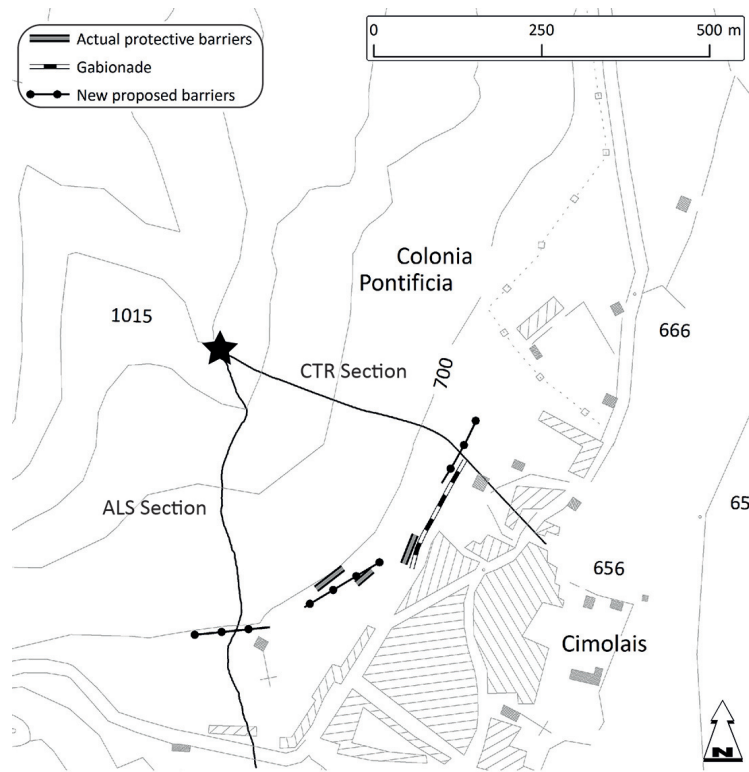 Actual protective barriers
Gabionade
New proposed barriers
0 250 500 m
Colonia
Pontificia
1015
666
CTR Section
700
ALS Section
65
656
Cimolais
N